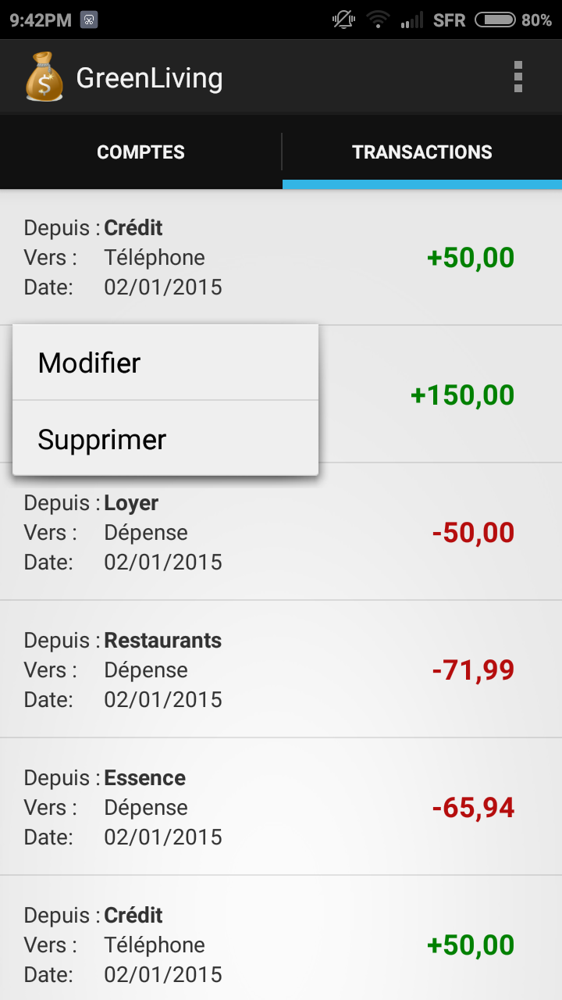 9:42PM SFR 80%
GreenLiving
COMPTES TRANSACTIONS
Depuis : Crédit
Vers : Téléphone
Date: 02/01/2015
+50,00
Modifier
Supprimer
+150,00
Depuis : Loyer
Vers : Dépense
Date: 02/01/2015
-50,00
Depuis : Restaurants
Vers : Dépense
Date: 02/01/2015
-71,99
Depuis : Essence
Vers : Dépense
Date: 02/01/2015
-65,94
Depuis : Crédit
Vers : Téléphone
Date: 02/01/2015
+50,00